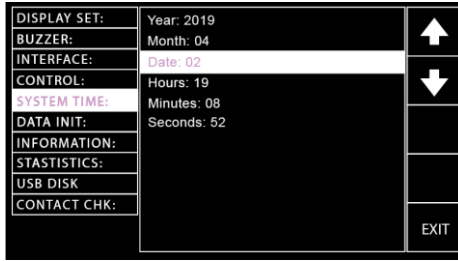 DISPLAY SET:
BUZZER:
INTERFACE:
CONTROL:
SYSTEM TIME:
DATA INIT:
INFORMATION:
STASTISTICS:
USB DISK
CONTACT CHK:
Year: 2019
Month: 04
Date: 02
Hours: 19
Minutes: 08
Seconds: 52
EXIT